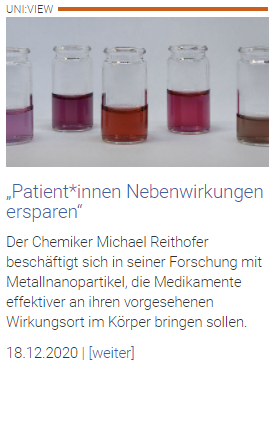 UNI:VIEW
„Patient*innen Nebenwirkungen
ersparen“
Der Chemiker Michael Reithofer
beschäftigt sich in seiner Forschung mit
Metallnanopartikel, die Medikamente
effektiver an ihren vorgesehenen
Wirkungsort im Körper bringen sollen.
18.12.2020 | [weiter]